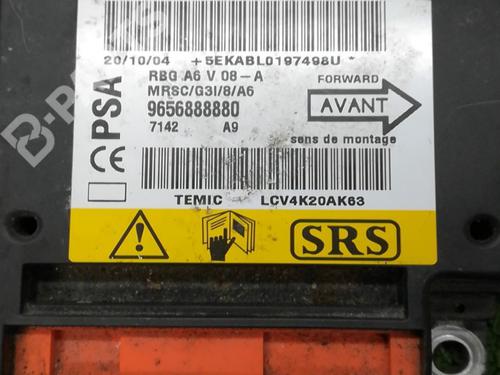 20/10/04 +5EKABL0197498U *
RBG A6 V 08-A
MRSC/G3I/8/A6
9656888880
7142 A9
FORWARD
AVANT
sens de montage
CE PSA
TEMIC LCV4K20AK63
SRS